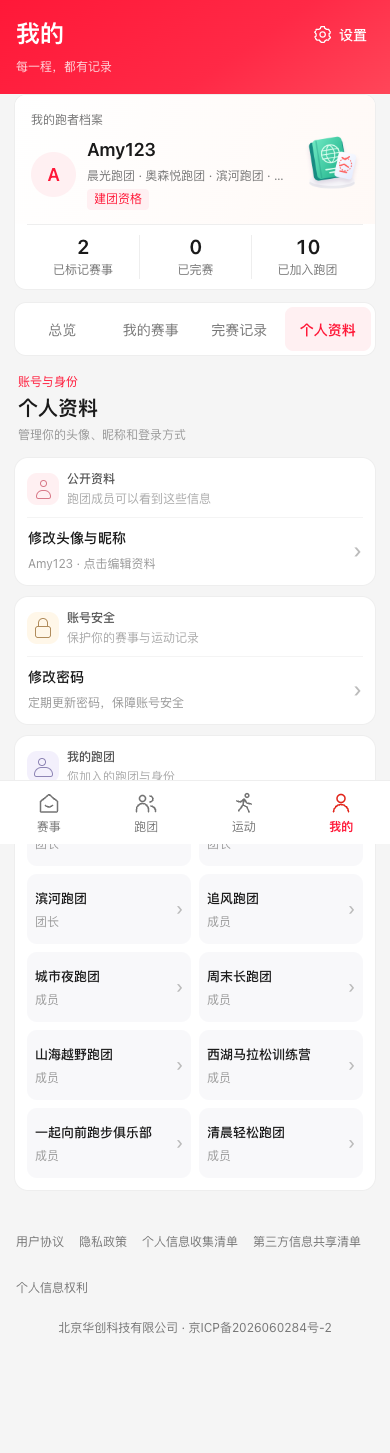 我的
设置
每一程，都有记录
我的跑者档案
A
Amy123
晨光跑团 · 奥森悦跑团 · 滨河跑团 · ...
建团资格
2
0
10
已标记赛事
已完赛
已加入跑团
总览
我的赛事
完赛记录
个人资料
账号与身份
个人资料
管理你的头像、昵称和登录方式
公开资料
跑团成员可以看到这些信息
修改头像与昵称
Amy123 · 点击编辑资料
账号安全
保护你的赛事与运动记录
修改密码
定期更新密码，保障账号安全
我的跑团
你加入的跑团与身份
赛事
跑团
运动
我的
团长
团长
滨河跑团
团长
追风跑团
成员
城市夜跑团
成员
周末长跑团
成员
山海越野跑团
成员
西湖马拉松训练营
成员
一起向前跑步俱乐部
成员
清晨轻松跑团
成员
用户协议
隐私政策
个人信息收集清单
第三方信息共享清单
个人信息权利
北京华创科技有限公司 · 京ICP备2026060284号-2